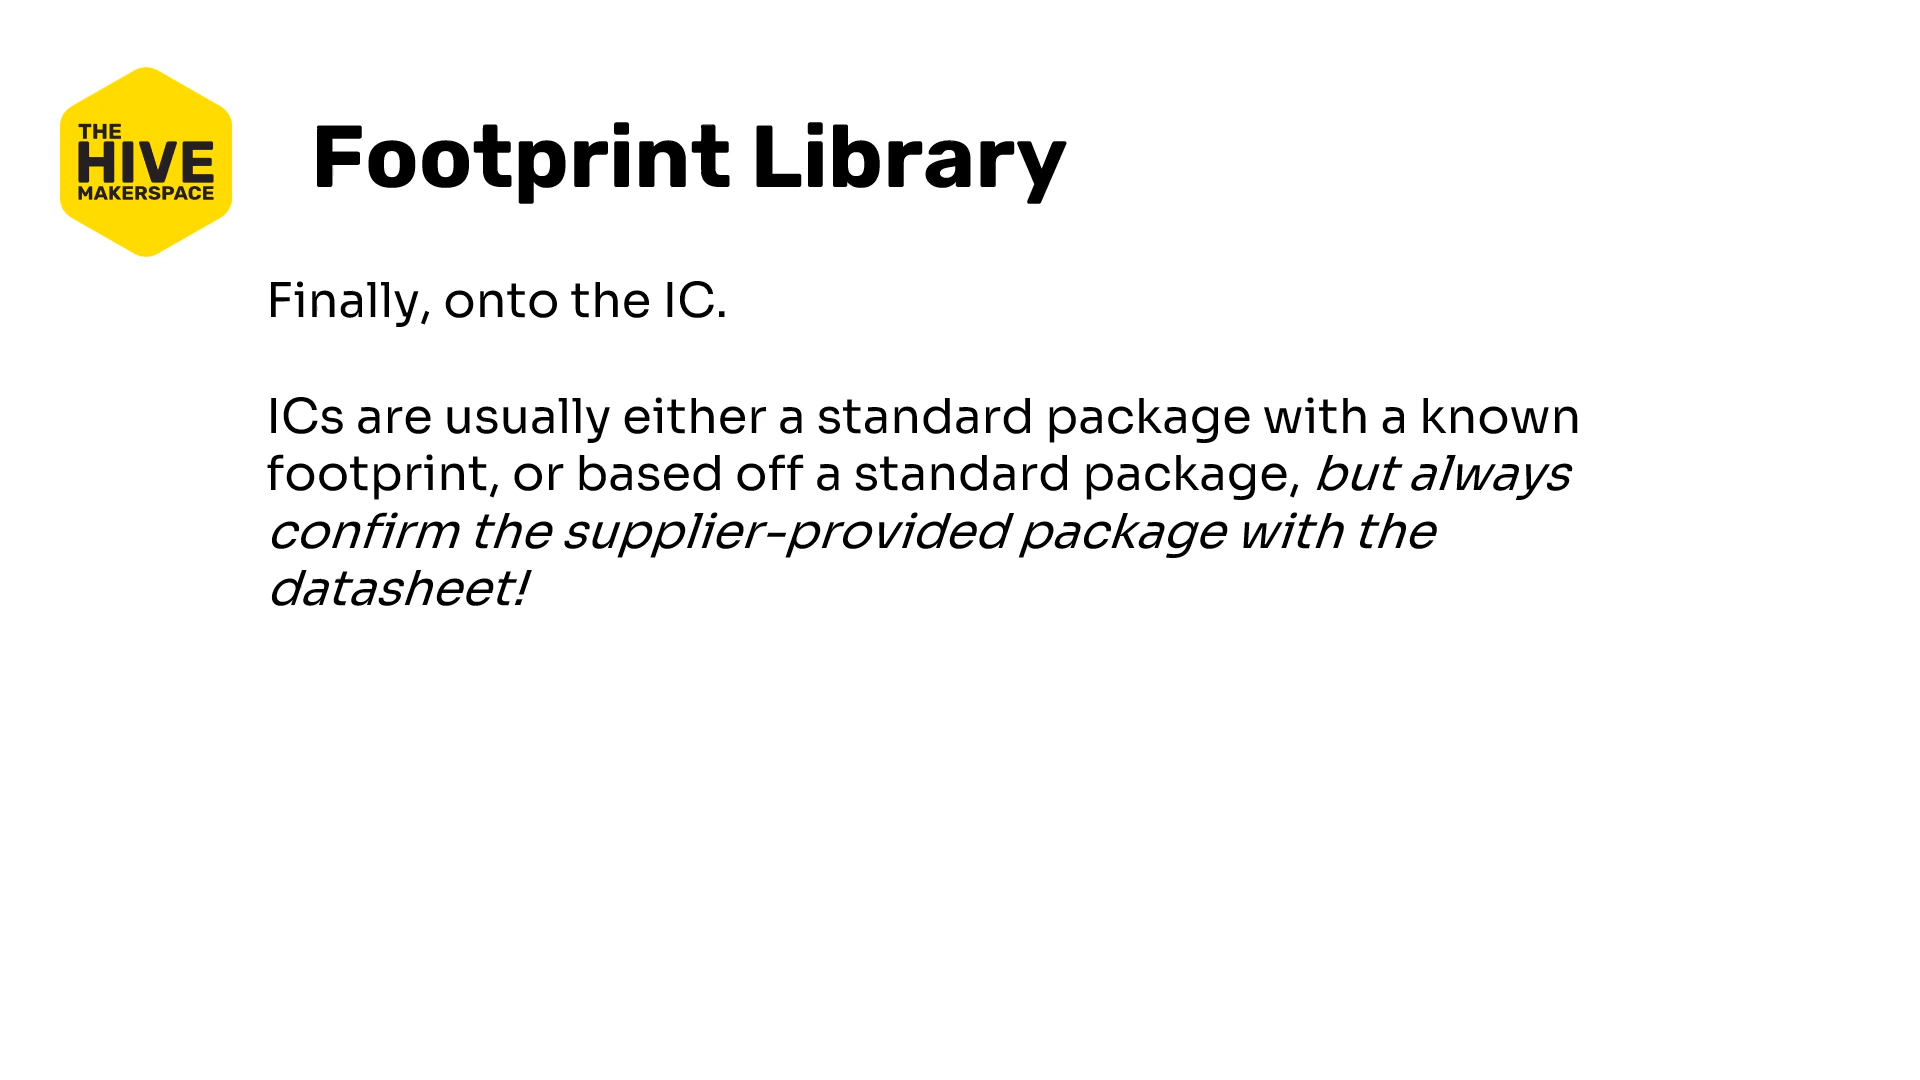 THE
HIVE
MAKERSPACE
Footprint Library
Finally, onto the IC.
ICs are usually either a standard package with a known
footprint, or based off a standard package, but always
confirm the supplier-provided package with the
datasheet!